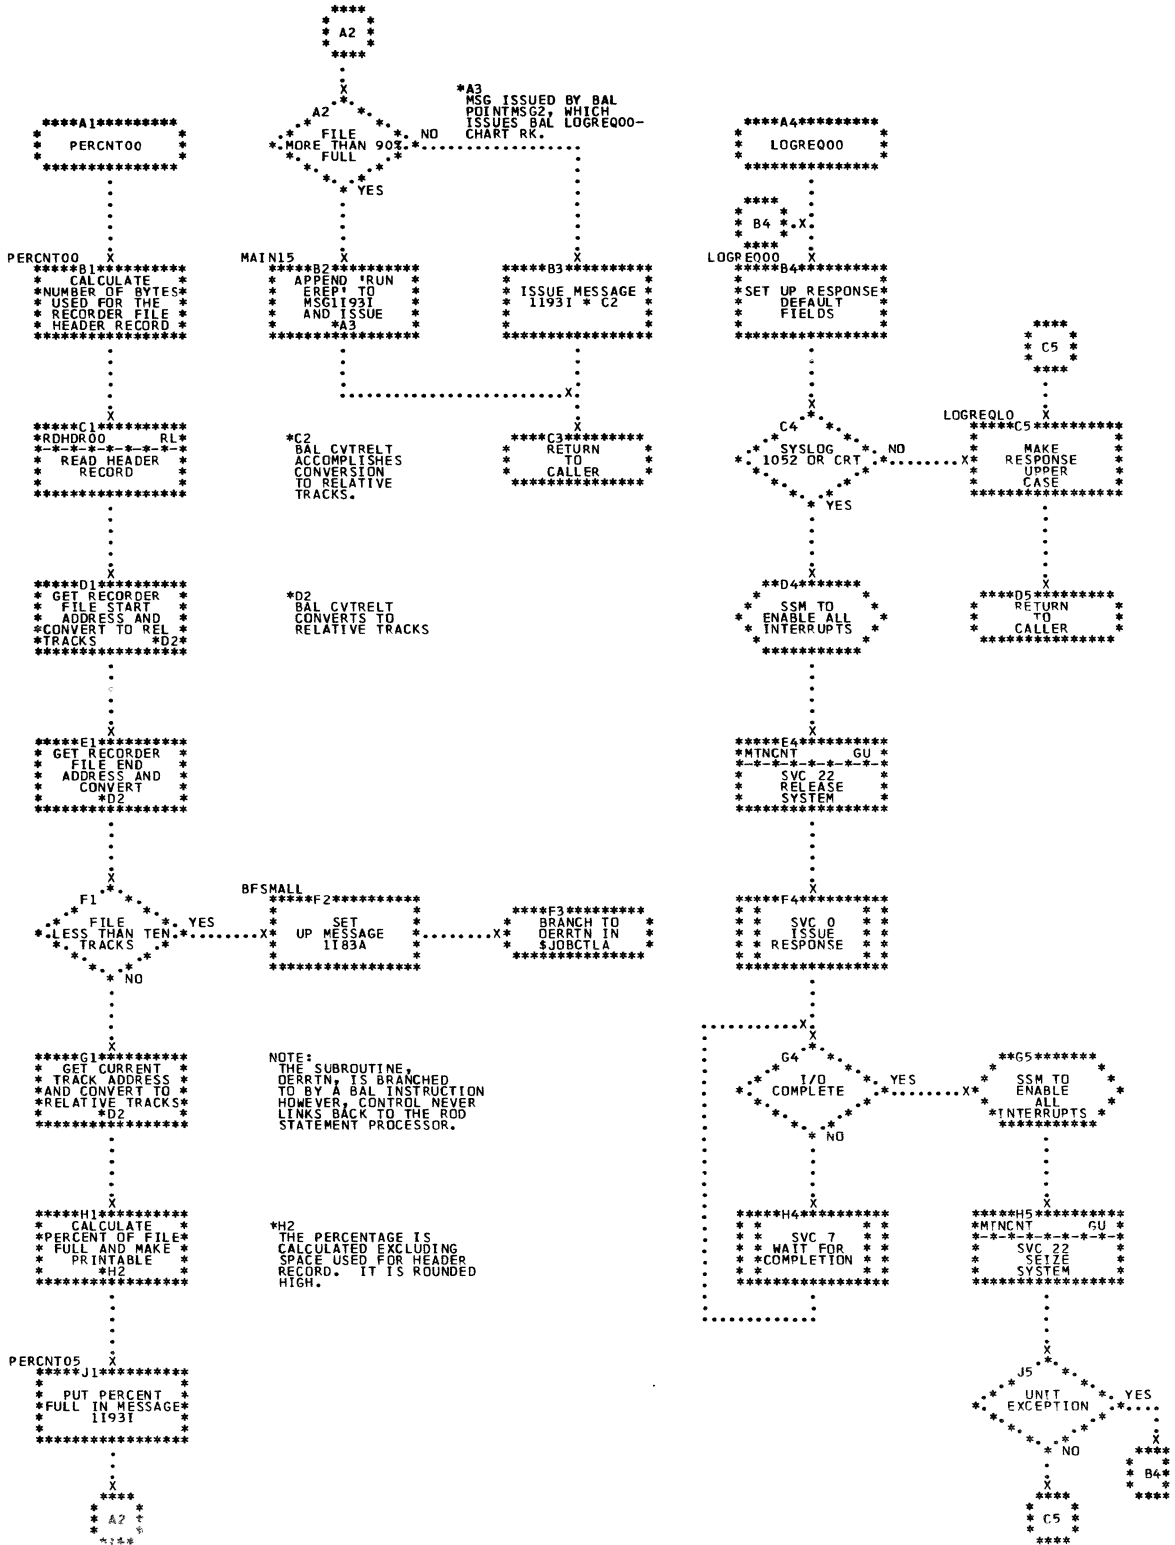 A2
A1
PERCNT00
PERCNT00
B1
CALCULATE
NUMBER OF BYTES
USED FOR THE
RECORDER FILE
HEADER RECORD
C1
RDHDR00 RL
READ HEADER
RECORD
D1
GET RECORDER
FILE START
ADDRESS AND
CONVERT TO REL
TRACKS *D2*
E1
GET RECORDER
FILE END
ADDRESS AND
CONVERT
*D2
F1
FILE
LESS THAN TEN
TRACKS
YES
NO
G1
GET CURRENT
TRACK ADDRESS
AND CONVERT TO
RELATIVE TRACKS
*D2
H1
CALCULATE
PERCENT OF FILE
FULL AND MAKE
PRINTABLE
*H2
PERCNT05
J1
PUT PERCENT
FULL IN MESSAGE
1I93I
A2
A2
FILE
MORE THAN 90%
FULL
NO
YES
*A3
MSG ISSUED BY BAL
POINTMSG2, WHICH
ISSUES BAL LOGREQ00-
CHART RK.
MAIN15
B2
APPEND 'RUN
EREP' TO
MSG1I93I
AND ISSUE
*A3
B3
ISSUE MESSAGE
1I93I * C2
*C2
BAL CVTRELT
ACCOMPLISHES
CONVERSION
TO RELATIVE
TRACKS.
C3
RETURN
TO
CALLER
*D2
BAL CVTRELT
CONVERTS TO
RELATIVE TRACKS
BFSMALL
F2
SET
UP MESSAGE
1I83A
F3
BRANCH TO
OERRTN IN
$JOBCTLA
NOTE:
THE SUBROUTINE,
OERRTN, IS BRANCHED
TO BY A BAL INSTRUCTION
HOWEVER, CONTROL NEVER
LINKS BACK TO THE ROD
STATEMENT PROCESSOR.
*H2
THE PERCENTAGE IS
CALCULATED EXCLUDING
SPACE USED FOR HEADER
RECORD. IT IS ROUNDED
HIGH.
A4
LOGREQ00
B4
LOGREQ00
B4
SET UP RESPONSE
DEFAULT
FIELDS
C4
SYSLOG
1052 OR CRT
NO
YES
D4
SSM TO
ENABLE ALL
INTERRUPTS
E4
MTNCNT GU
SVC 22
RELEASE
SYSTEM
F4
SVC 0
ISSUE
RESPONSE
G4
I/O
COMPLETE
YES
NO
H4
SVC 7
WAIT FOR
COMPLETION
C5
LOGREQL0
C5
MAKE
RESPONSE
UPPER
CASE
D5
RETURN
TO
CALLER
G5
SSM TO
ENABLE
ALL
INTERRUPTS
H5
MTNCNT GU
SVC 22
SEIZE
SYSTEM
J5
UNIT
EXCEPTION
YES
NO
B4
C5